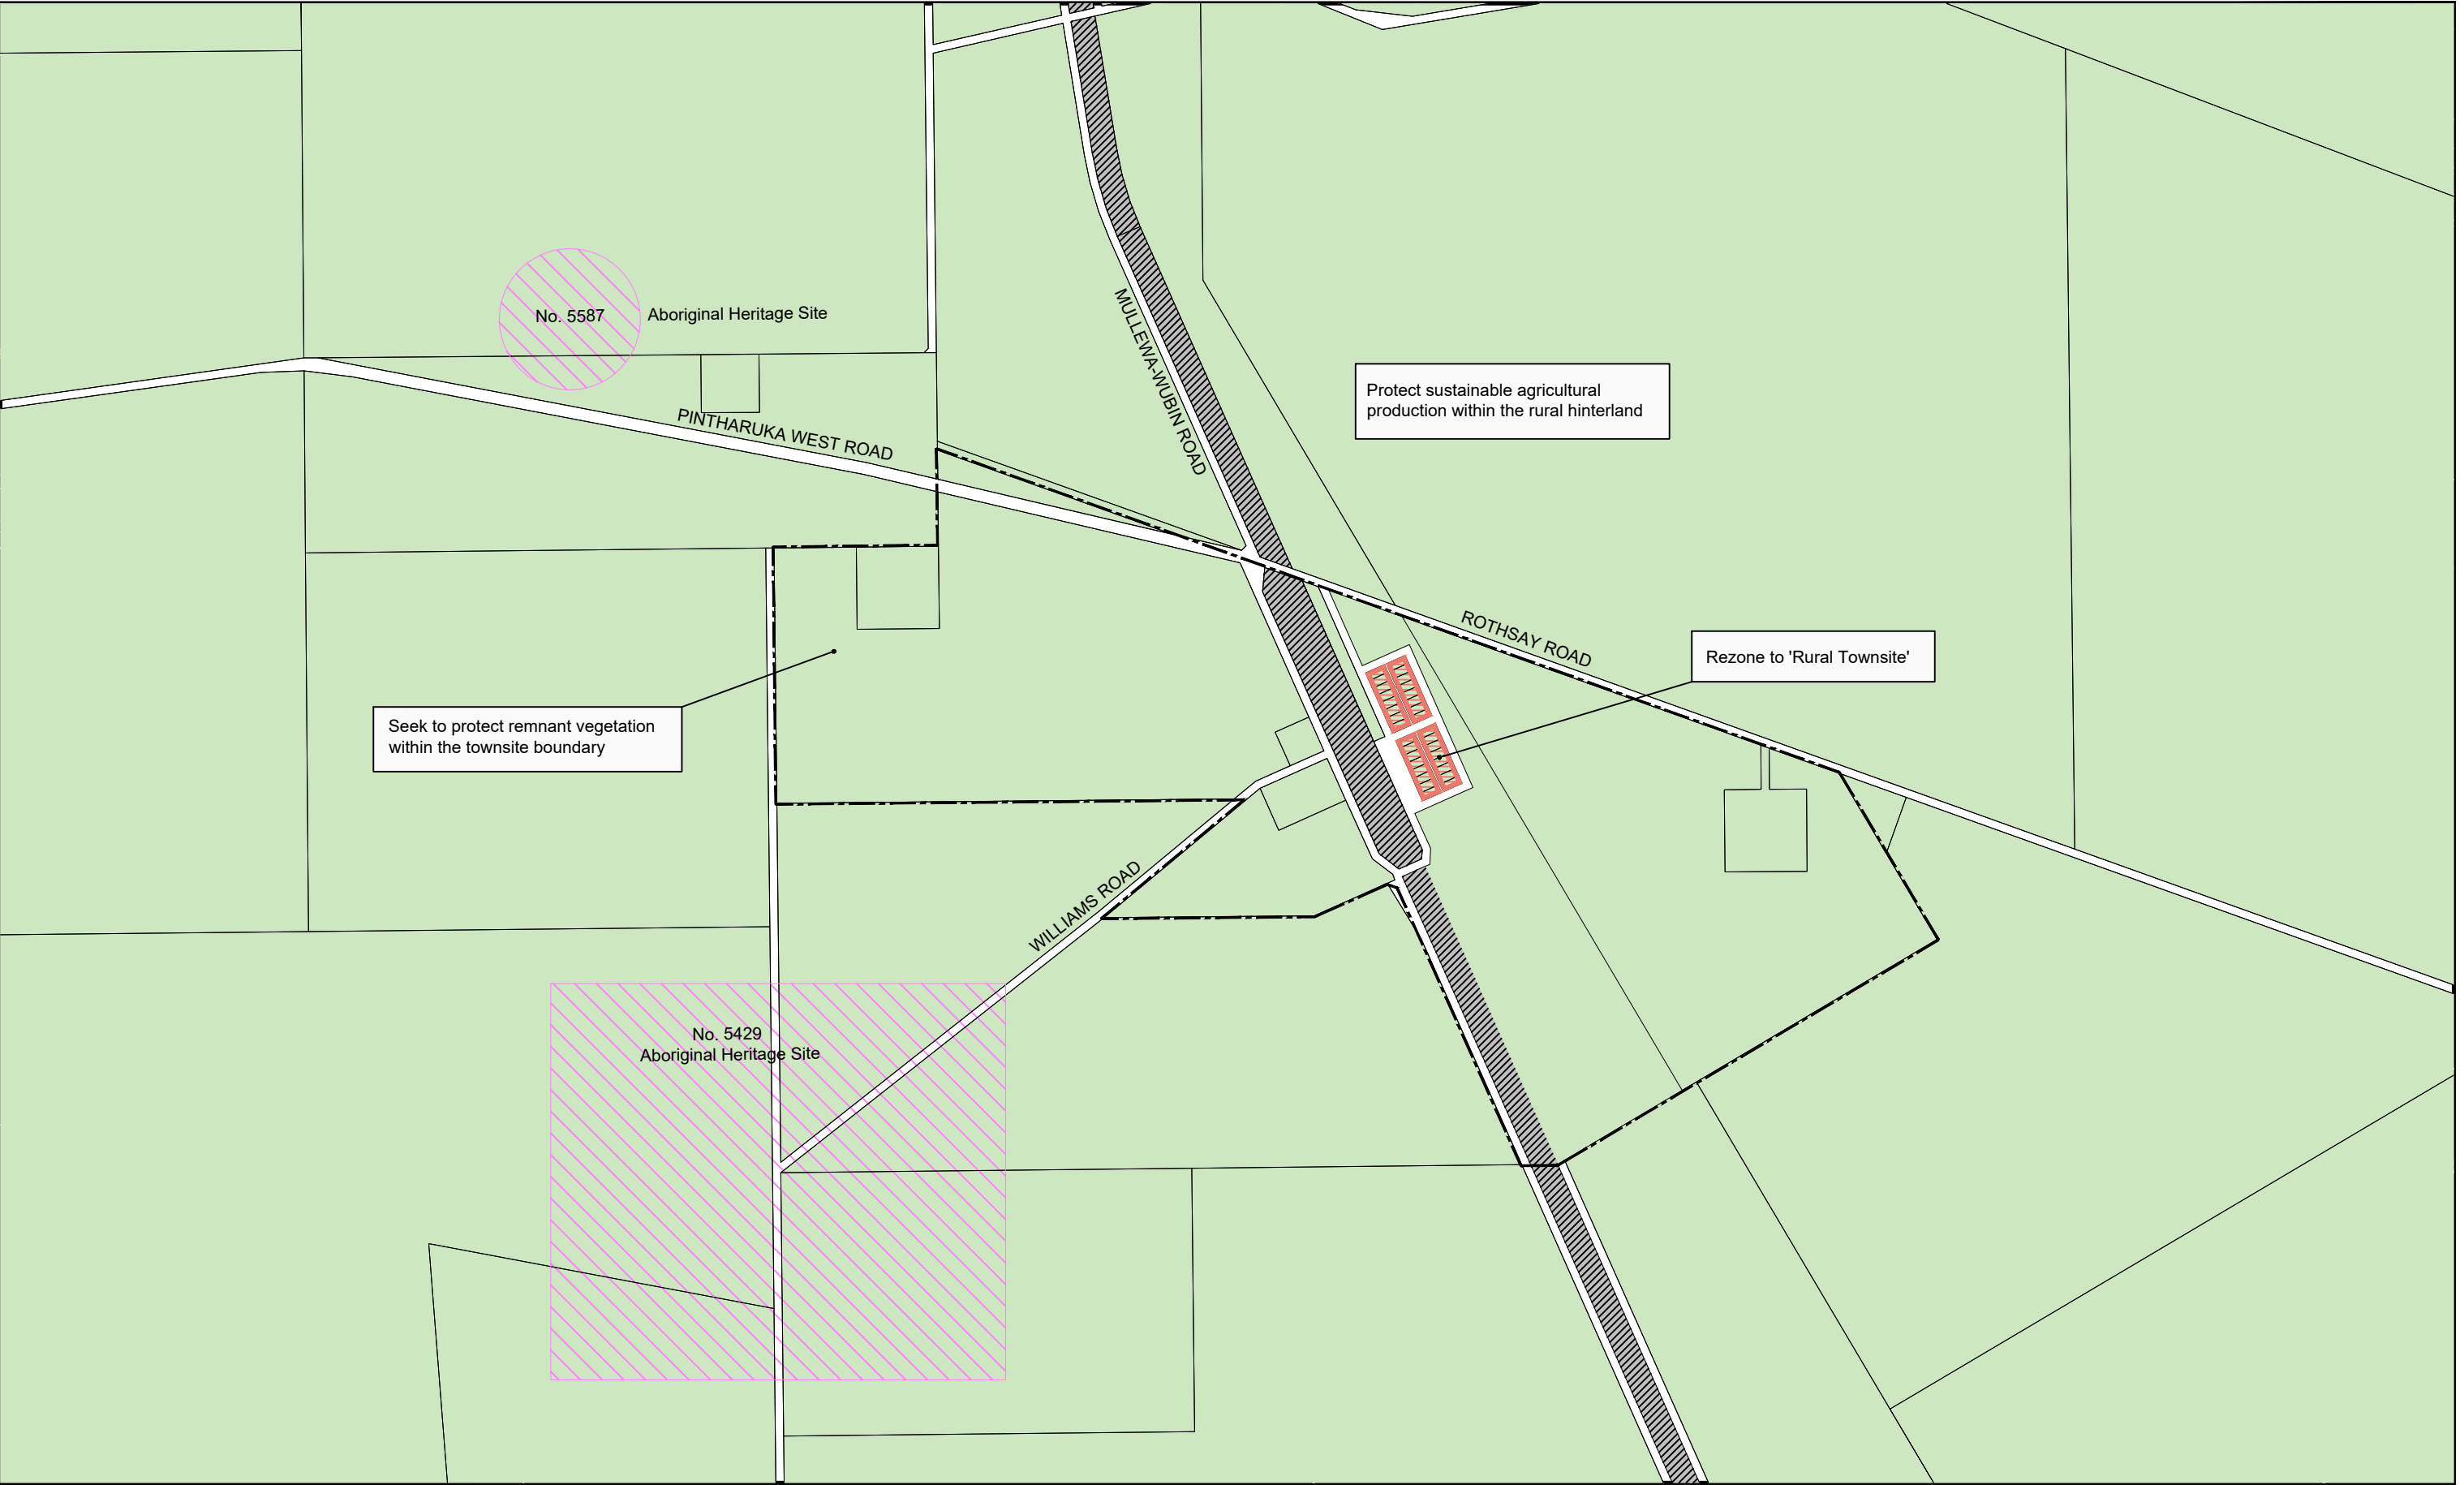 No. 5587
Aboriginal Heritage Site
MULLEWA-WUBIN ROAD
Protect sustainable agricultural
production within the rural hinterland
PINTHARUKA WEST ROAD
ROTHSAY ROAD
Rezone to 'Rural Townsite'
Seek to protect remnant vegetation
within the townsite boundary
WILLIAMS ROAD
No. 5429
Aboriginal Heritage Site